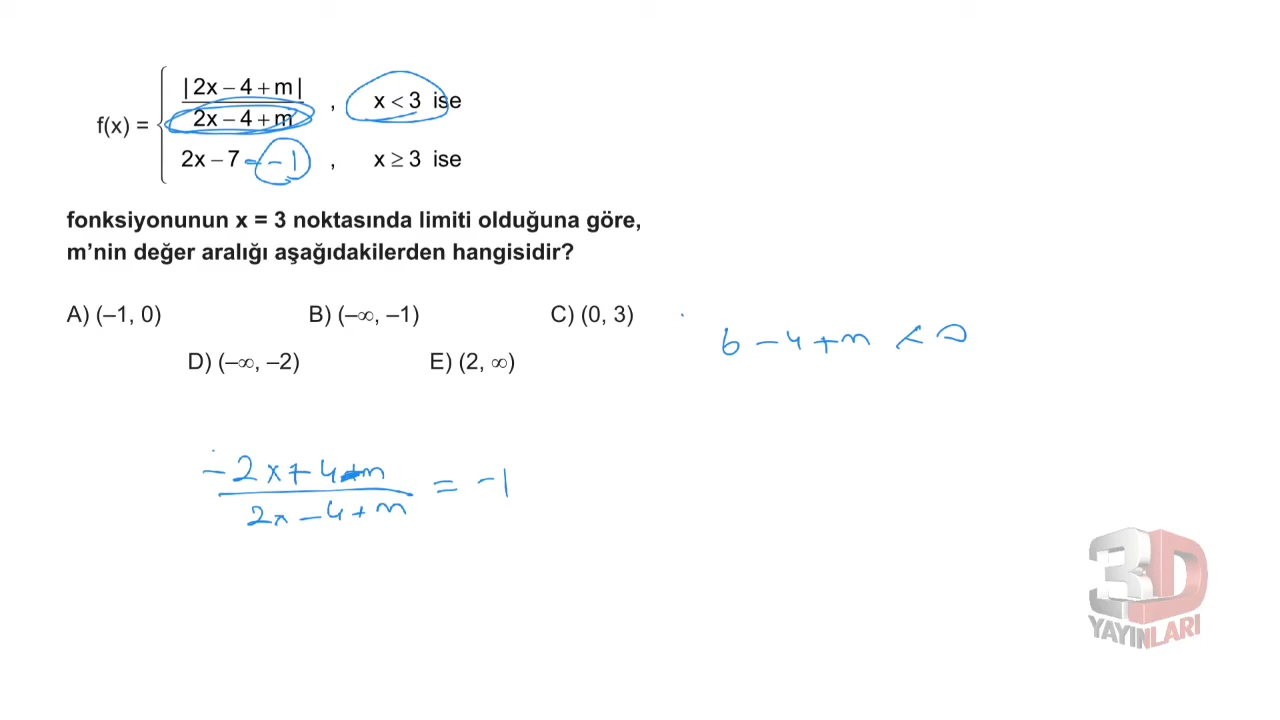 f(x) = { |2x – 4 + m| / 2x – 4 + m , x < 3 ise
2x – 7 = -1 , x ≥ 3 ise
fonksiyonunun x = 3 noktasında limiti olduğuna göre,
m’nin değer aralığı aşağıdakilerden hangisidir?
A) (–1, 0) B) (–∞, –1) C) (0, 3)
6 - 4 + m < 0
D) (–∞, –2) E) (2, ∞)
-2x + 4 - m
/ 2x - 4 + m = -1
3D
YAYINLARI